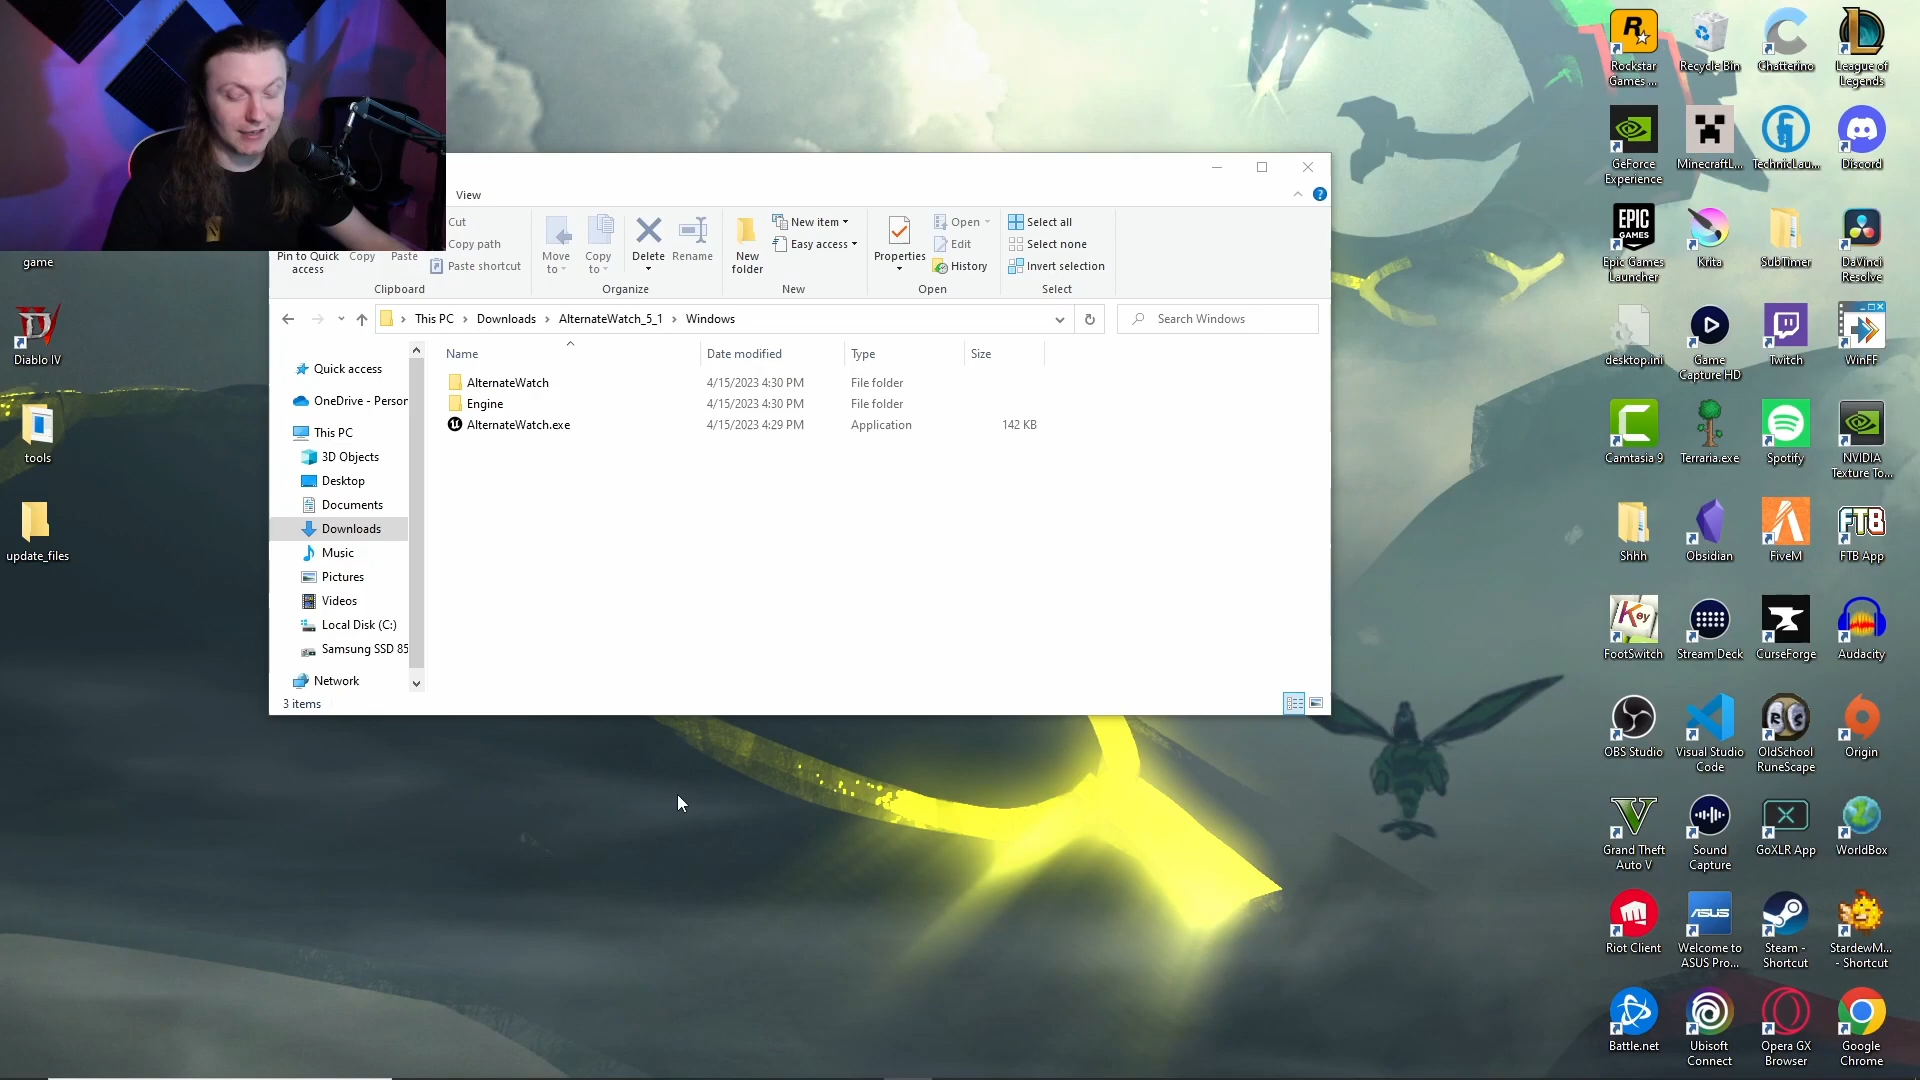 View
Cut
Copy path
Paste shortcut
Pin to Quick
access
Copy
Paste
Clipboard
Move
to
Copy
to
Delete
Rename
Organize
New
folder
New item
Easy access
New
Properties
Open
Edit
History
Open
Select all
Select none
Invert selection
Select
This PC
Downloads
AlternateWatch_5_1
Windows
Search Windows
Name
Date modified
Type
Size
AlternateWatch
4/15/2023 4:30 PM
File folder
Engine
4/15/2023 4:30 PM
File folder
AlternateWatch.exe
4/15/2023 4:29 PM
Application
142 KB
Quick access
OneDrive - Person
This PC
3D Objects
Desktop
Documents
Downloads
Music
Pictures
Videos
Local Disk (C:)
Samsung SSD 85
Network
3 items
game
Diablo IV
tools
update_files
Rockstar
Games ...
Recycle Bin
Chatterino
League of
Legends
GeForce
Experience
MinecraftL...
TechnicLau...
Discord
EPIC
GAMES
Epic Games
Launcher
Krita
SubTimer
DaVinci
Resolve
desktop.ini
Game
Capture HD
Twitch
WinFF
Camtasia 9
Terraria.exe
Spotify
NVIDIA
Texture To...
Shhh
Obsidian
FiveM
FTB
FTB App
Key
FootSwitch
Stream Deck
CurseForge
Audacity
OBS Studio
Visual Studio
Code
OldSchool
RuneScape
Origin
Grand Theft
Auto V
Sound
Capture
GoXLR App
WorldBox
Riot Client
ASUS
Welcome to
ASUS Pro...
Steam -
Shortcut
StardewM...
- Shortcut
Battle.net
Ubisoft
Connect
Opera GX
Browser
Google
Chrome